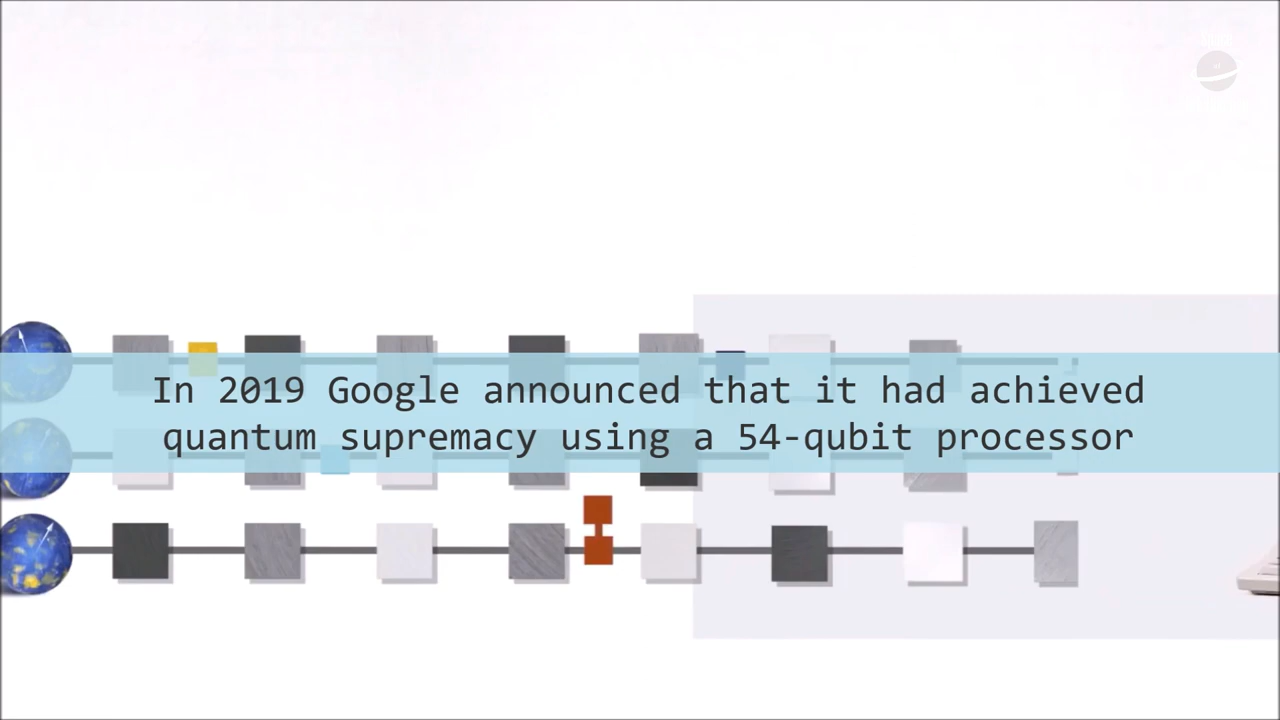 In 2019 Google announced that it had achieved
quantum supremacy using a 54-qubit processor